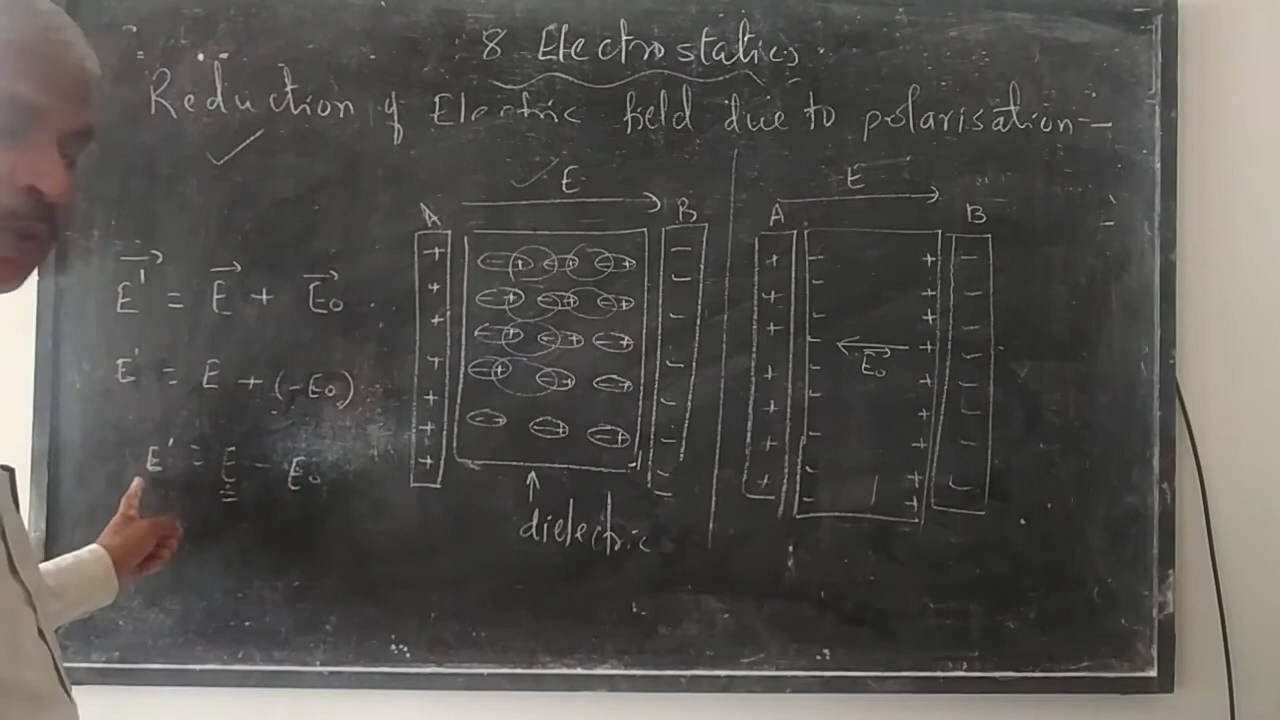 8 Electrostatics
Reduction of Electric field due to polarisation-
E' = E + E₀
E' = E + (-E₀)
E' = E - E₀
E
A
B
- + - + - +
- + - + - +
- + - + - +
- + - + - +
- + - + - +
dielectric
E
A
B
E₀